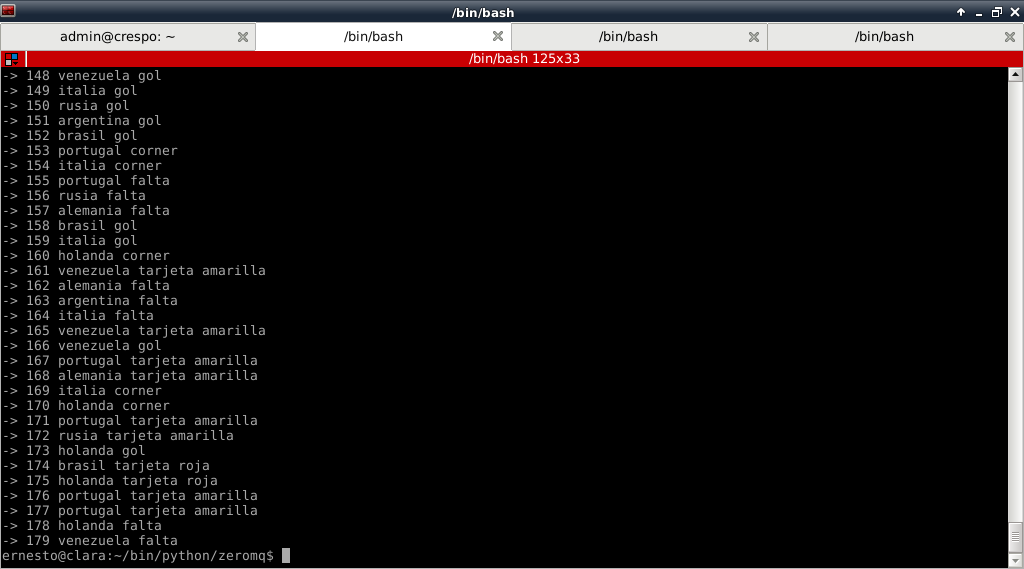 /bin/bash
admin@crespo: ~ /bin/bash /bin/bash /bin/bash
/bin/bash 125x33
-> 148 venezuela gol
-> 149 italia gol
-> 150 rusia gol
-> 151 argentina gol
-> 152 brasil gol
-> 153 portugal corner
-> 154 italia corner
-> 155 portugal falta
-> 156 rusia falta
-> 157 alemania falta
-> 158 brasil gol
-> 159 italia gol
-> 160 holanda corner
-> 161 venezuela tarjeta amarilla
-> 162 alemania falta
-> 163 argentina falta
-> 164 italia falta
-> 165 venezuela tarjeta amarilla
-> 166 venezuela gol
-> 167 portugal tarjeta amarilla
-> 168 alemania tarjeta amarilla
-> 169 italia corner
-> 170 holanda corner
-> 171 portugal tarjeta amarilla
-> 172 rusia tarjeta amarilla
-> 173 holanda gol
-> 174 brasil tarjeta roja
-> 175 holanda tarjeta roja
-> 176 portugal tarjeta amarilla
-> 177 portugal tarjeta amarilla
-> 178 holanda falta
-> 179 venezuela falta
ernesto@clara:~/bin/python/zeromq$